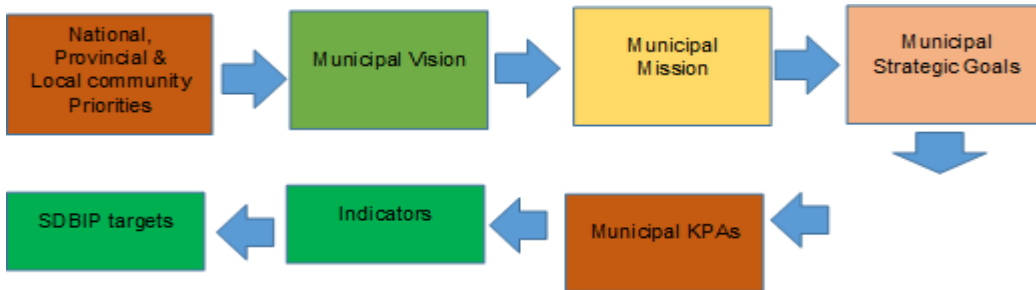 National,
Provincial &
Local community
Priorities
Municipal Vision
Municipal
Mission
Municipal
Strategic Goals
SDBIP targets
Indicators
Municipal KPAs